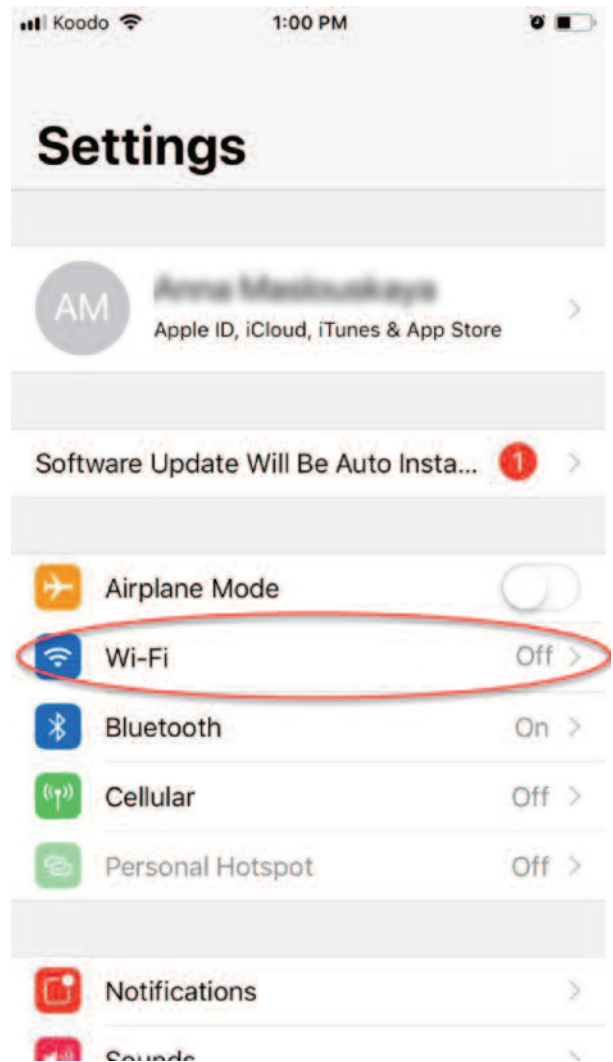 Koodo 1:00 PM
Settings
AM
Apple ID, iCloud, iTunes & App Store
Software Update Will Be Auto Insta... 1
Airplane Mode
Wi-Fi Off
Bluetooth On
Cellular Off
Personal Hotspot Off
Notifications
Sounds